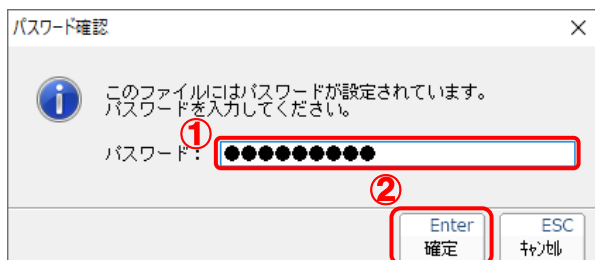 パスワード確認
このファイルにはパスワードが設定されています。
パスワードを入力してください。
①
パスワード： ●●●●●●●●●
②
Enter ESC
確定 ｷｬﾝｾﾙ